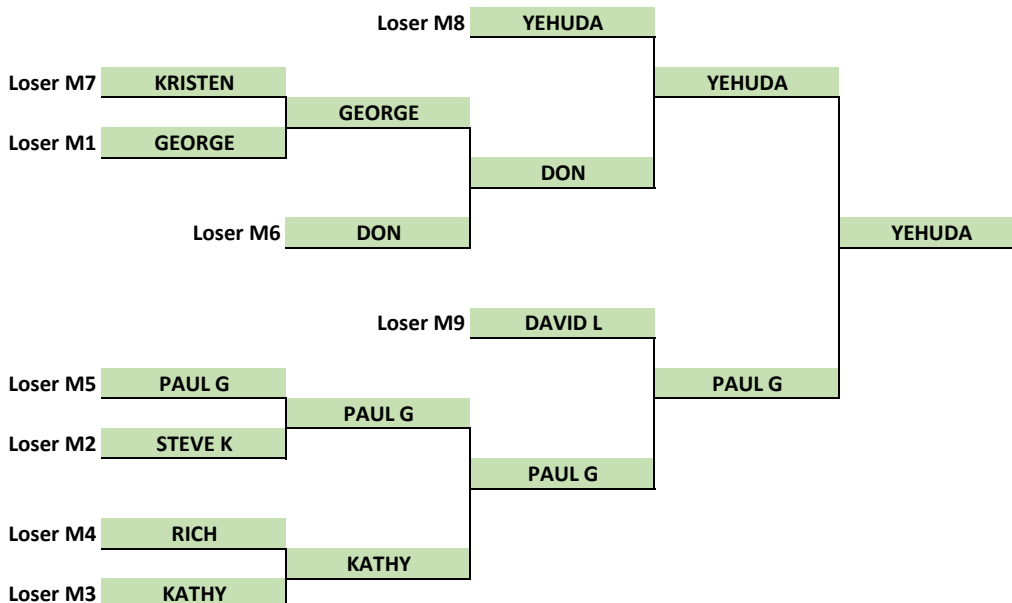 Loser M8 YEHUDA
Loser M7 KRISTEN YEHUDA
GEORGE
Loser M1 GEORGE
DON
Loser M6 DON YEHUDA
Loser M9 DAVID L
Loser M5 PAUL G PAUL G
PAUL G
Loser M2 STEVE K
PAUL G
Loser M4 RICH
KATHY
Loser M3 KATHY